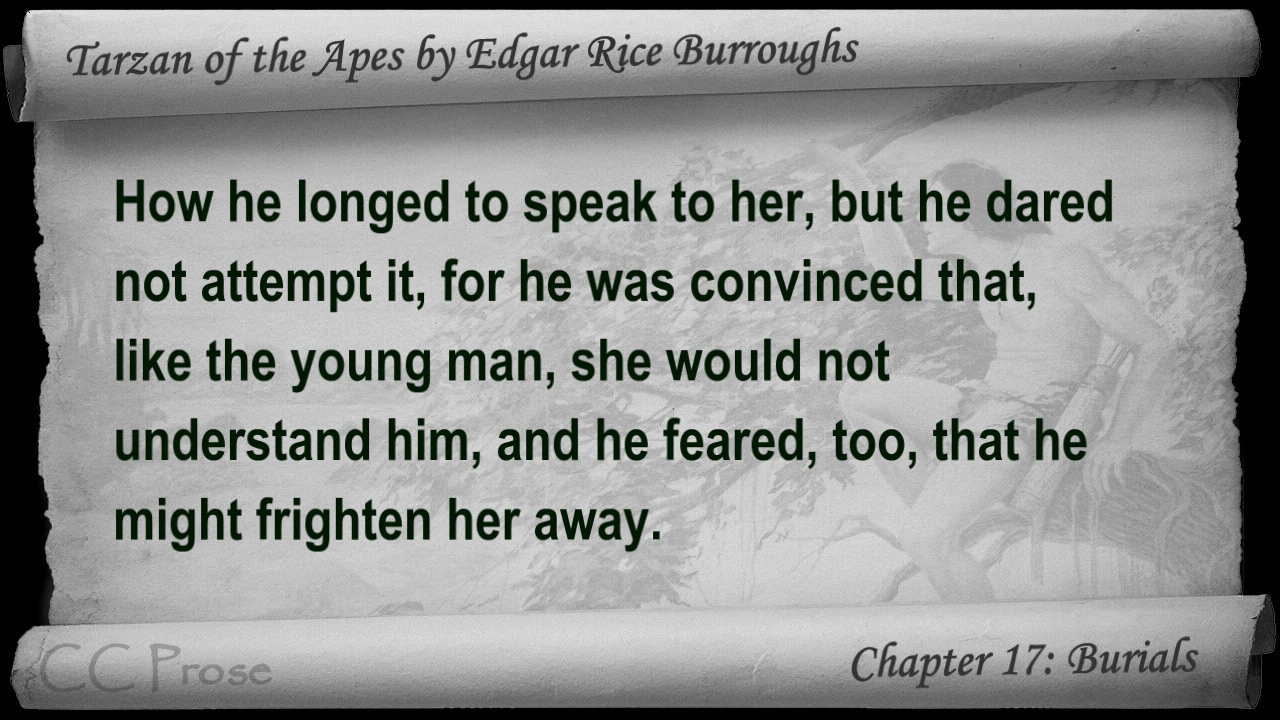 Tarzan of the Apes by Edgar Rice Burroughs
How he longed to speak to her, but he dared
not attempt it, for he was convinced that,
like the young man, she would not
understand him, and he feared, too, that he
might frighten her away.
CC Prose
Chapter 17: Burials